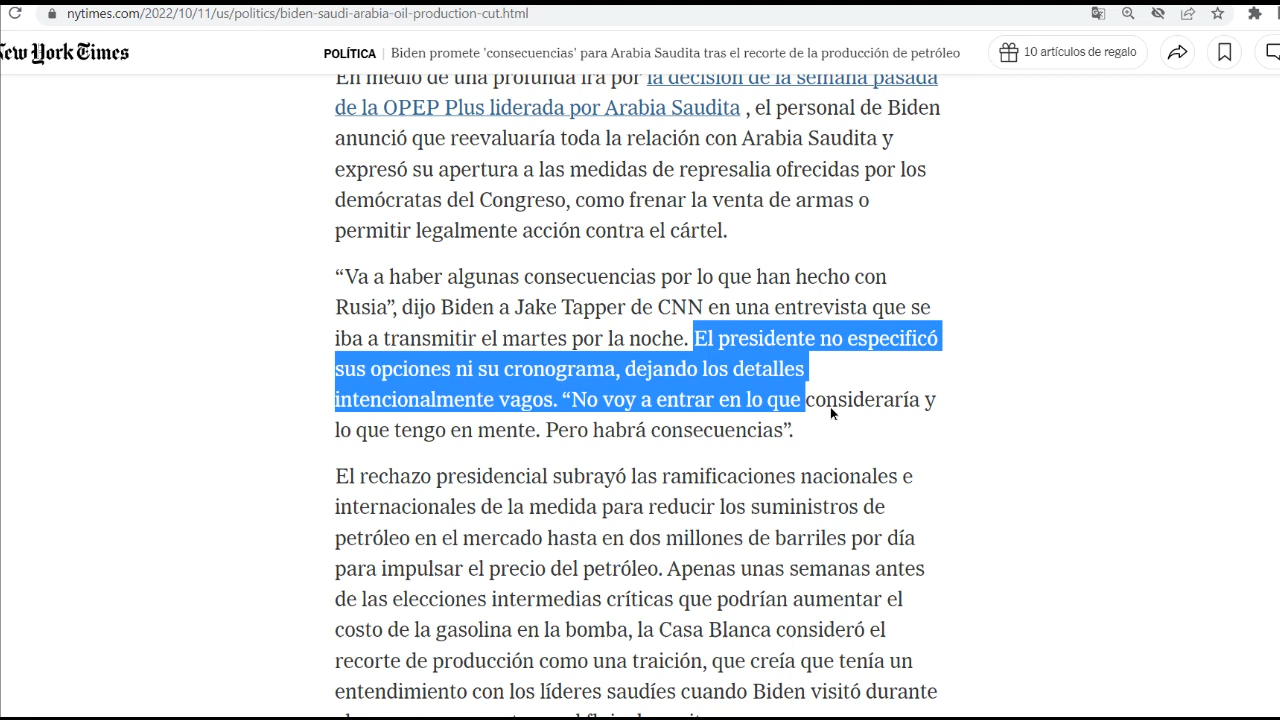 nytimes.com/2022/10/11/us/politics/biden-saudi-arabia-oil-production-cut.html
New York Times
POLÍTICA | Biden promete 'consecuencias' para Arabia Saudita tras el recorte de la producción de petróleo
10 artículos de regalo
En medio de una profunda ira por la decisión de la semana pasada
de la OPEP Plus liderada por Arabia Saudita , el personal de Biden
anunció que reevaluaría toda la relación con Arabia Saudita y
expresó su apertura a las medidas de represalia ofrecidas por los
demócratas del Congreso, como frenar la venta de armas o
permitir legalmente acción contra el cártel.
“Va a haber algunas consecuencias por lo que han hecho con
Rusia”, dijo Biden a Jake Tapper de CNN en una entrevista que se
iba a transmitir el martes por la noche. El presidente no especificó
sus opciones ni su cronograma, dejando los detalles
intencionalmente vagos. “No voy a entrar en lo que consideraría y
lo que tengo en mente. Pero habrá consecuencias”.
El rechazo presidencial subrayó las ramificaciones nacionales e
internacionales de la medida para reducir los suministros de
petróleo en el mercado hasta en dos millones de barriles por día
para impulsar el precio del petróleo. Apenas unas semanas antes
de las elecciones intermedias críticas que podrían aumentar el
costo de la gasolina en la bomba, la Casa Blanca consideró el
recorte de producción como una traición, que creía que tenía un
entendimiento con los líderes saudíes cuando Biden visitó durante